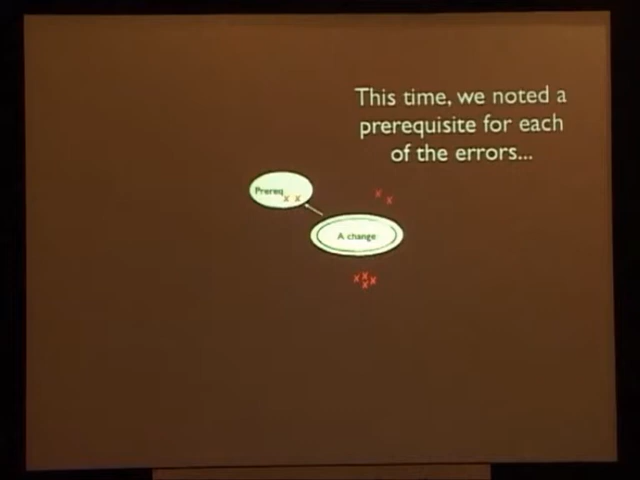 This time, we noted a
prerequisite for each
of the errors...
Prereq
x x
x
x
A change
x x x
x